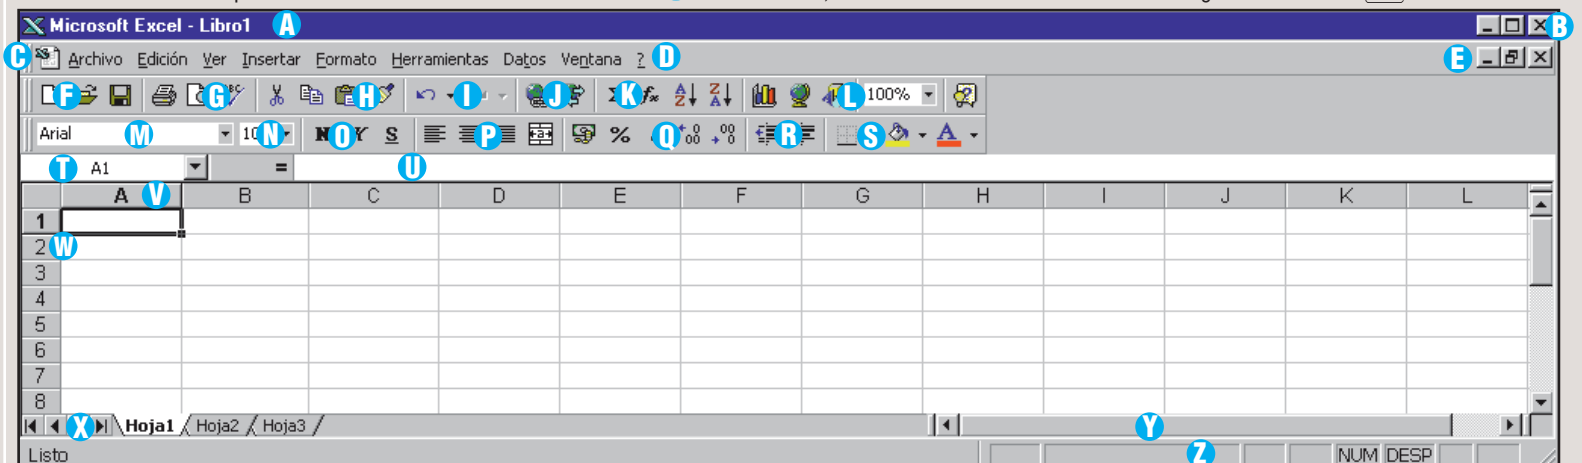 Microsoft Excel - Libro1 A B
C Archivo Edición Ver Insertar Formato Herramientas Datos Ventana ? D E
F G H I J K L 100%
Arial M 10 N O Y S P % Q R S
T A1 = U
A V B C D E F G H I J K L
1
2 W
3
4
5
6
7
8
X Hoja1 Hoja2 Hoja3 Y
Listo Z NUM DESP